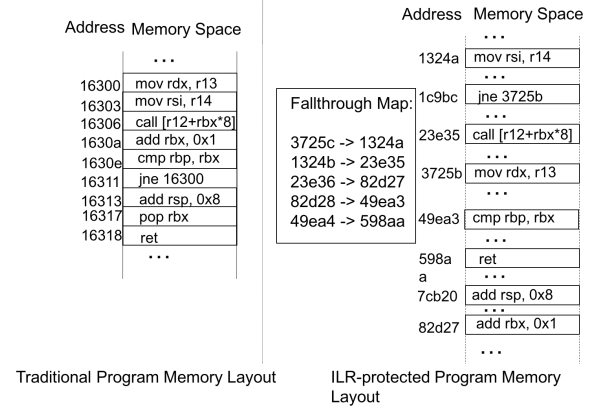 Address Memory Space
...
16300 mov rdx, r13
16303 mov rsi, r14
16306 call [r12+rbx*8]
1630a add rbx, 0x1
1630e cmp rbp, rbx
16311 jne 16300
16313 add rsp, 0x8
16317 pop rbx
16318 ret
...
Traditional Program Memory Layout
Fallthrough Map:
3725c -> 1324a
1324b -> 23e35
23e36 -> 82d27
82d28 -> 49ea3
49ea4 -> 598aa
Address Memory Space
...
1324a mov rsi, r14
...
1c9bc jne 3725b
...
23e35 call [r12+rbx*8]
...
3725b mov rdx, r13
...
49ea3 cmp rbp, rbx
...
598a ret
a ...
7cb20 add rsp, 0x8
...
82d27 add rbx, 0x1
...
ILR-protected Program Memory
Layout